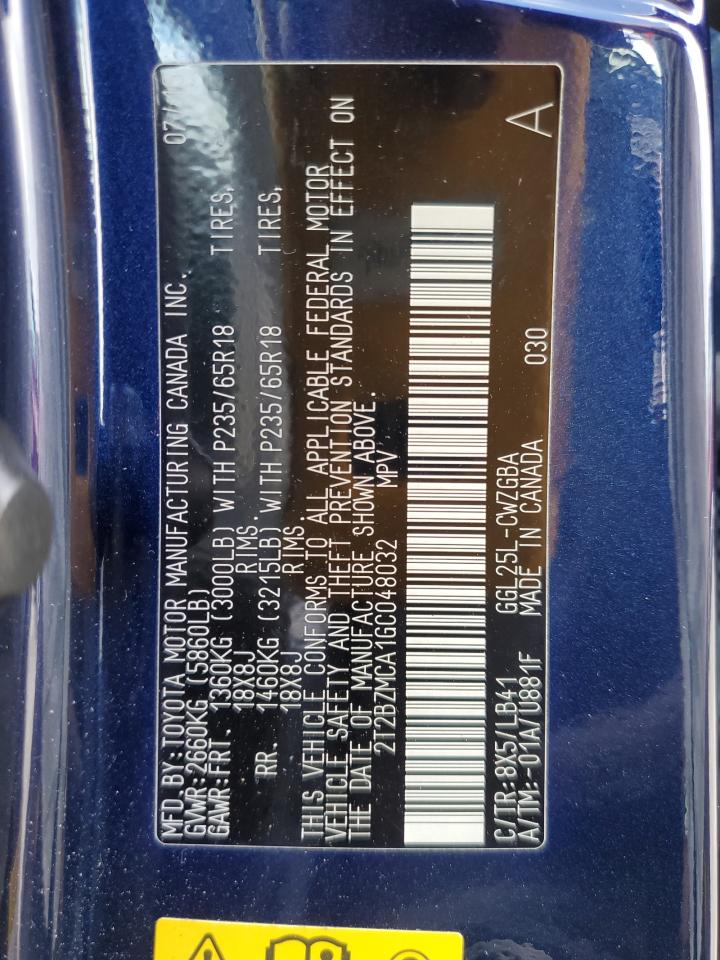 MFD.BY:TOYOTA MOTOR MANUFACTURING CANADA INC.
GVWR:2660KG (5860LB)
GAWR:FRT. 1360KG (3000LB) WITH P235/65R18 TIRES,
18X8J RIMS.
RR. 1460KG (3215LB) WITH P235/65R18 TIRES,
18X8J RIMS.
THIS VEHICLE CONFORMS TO ALL APPLICABLE FEDERAL MOTOR
VEHICLE SAFETY AND THEFT PREVENTION STANDARDS IN EFFECT ON
THE DATE OF MANUFACTURE SHOWN ABOVE.
2T2BZMCA1GC048032 MPV
C/TR:8X5/LB41 GGL25L-CWZGBA
A/TM:-01A/U881F MADE IN CANADA 030 A